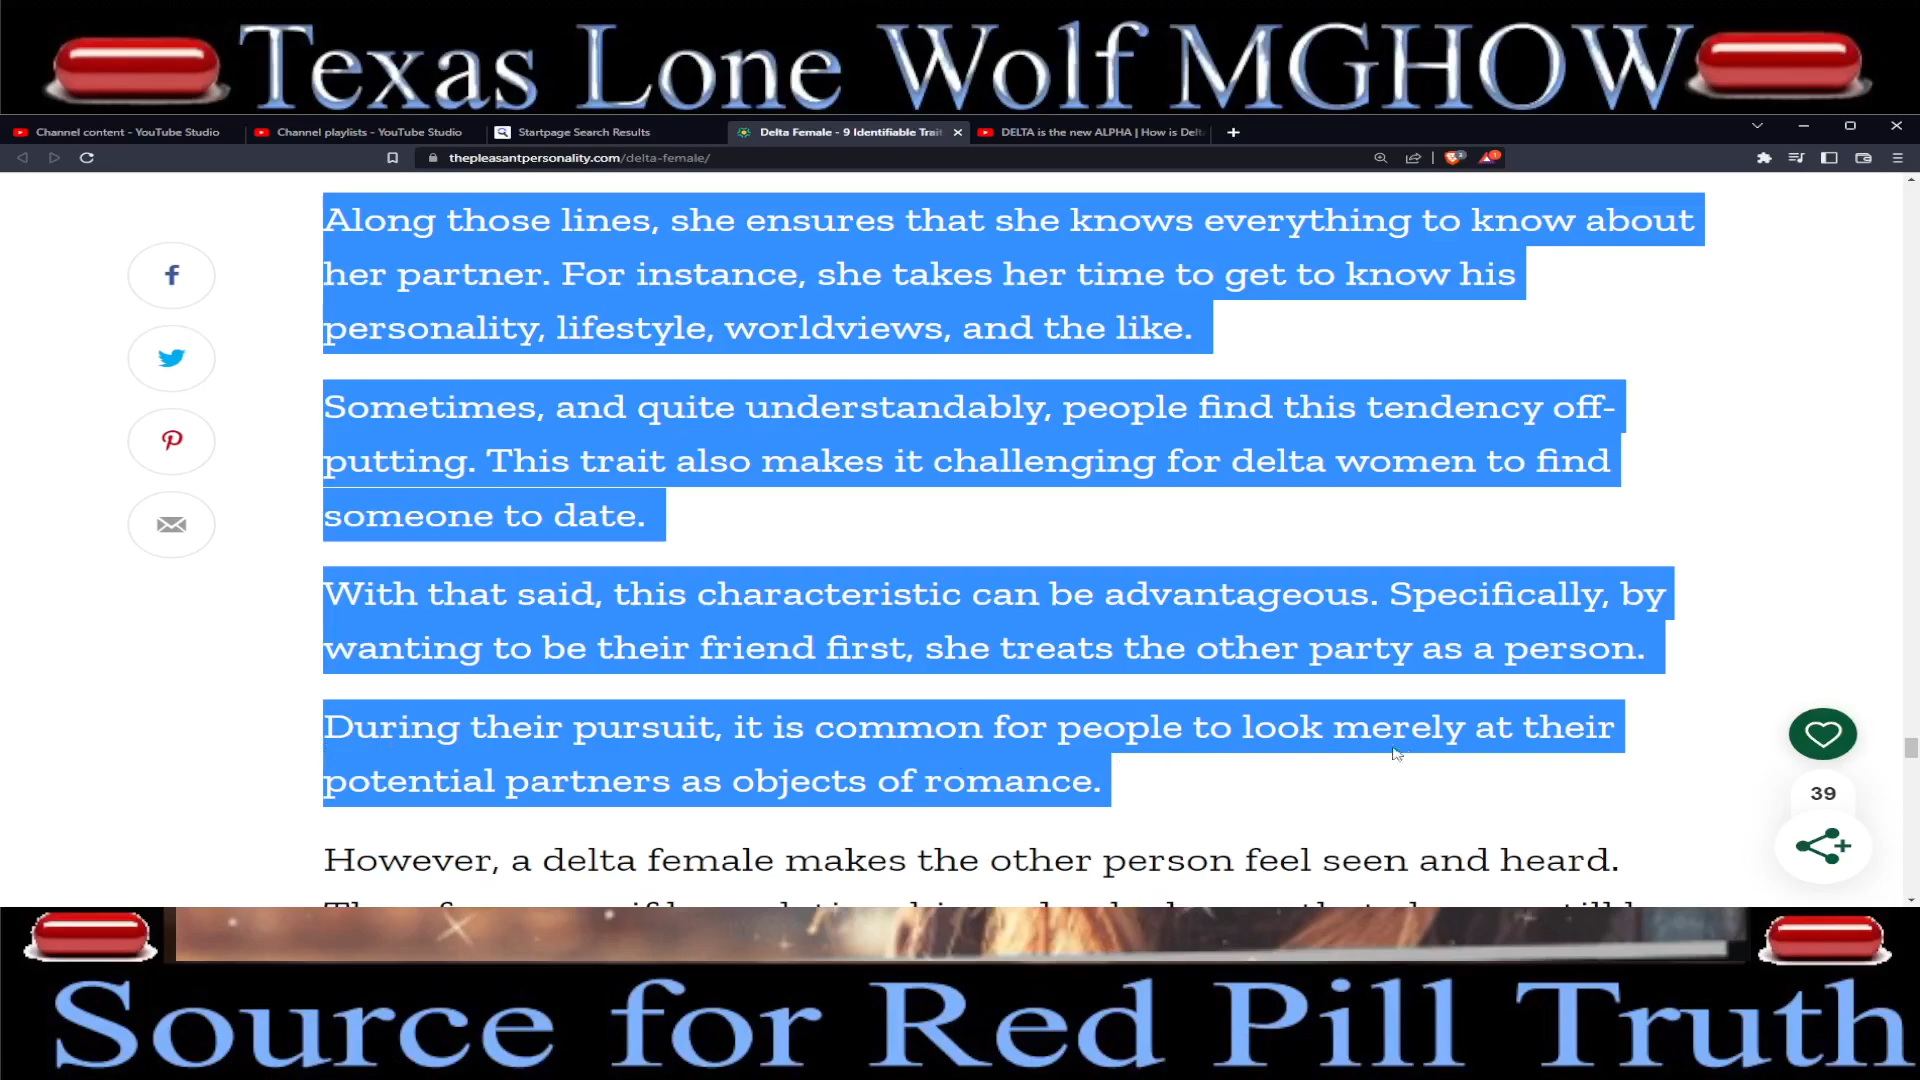 Texas Lone Wolf MGHOW
Channel content - YouTube Studio
Channel playlists - YouTube Studio
Startpage Search Results
Delta Female - 9 Identifiable Trai
DELTA is the new ALPHA | How is Delt
thepleasantpersonality.com/delta-female/
Along those lines, she ensures that she knows everything to know about
her partner. For instance, she takes her time to get to know his
personality, lifestyle, worldviews, and the like.
Sometimes, and quite understandably, people find this tendency off-
putting. This trait also makes it challenging for delta women to find
someone to date.
With that said, this characteristic can be advantageous. Specifically, by
wanting to be their friend first, she treats the other party as a person.
During their pursuit, it is common for people to look merely at their
potential partners as objects of romance.
39
However, a delta female makes the other person feel seen and heard.
Source for Red Pill Truth